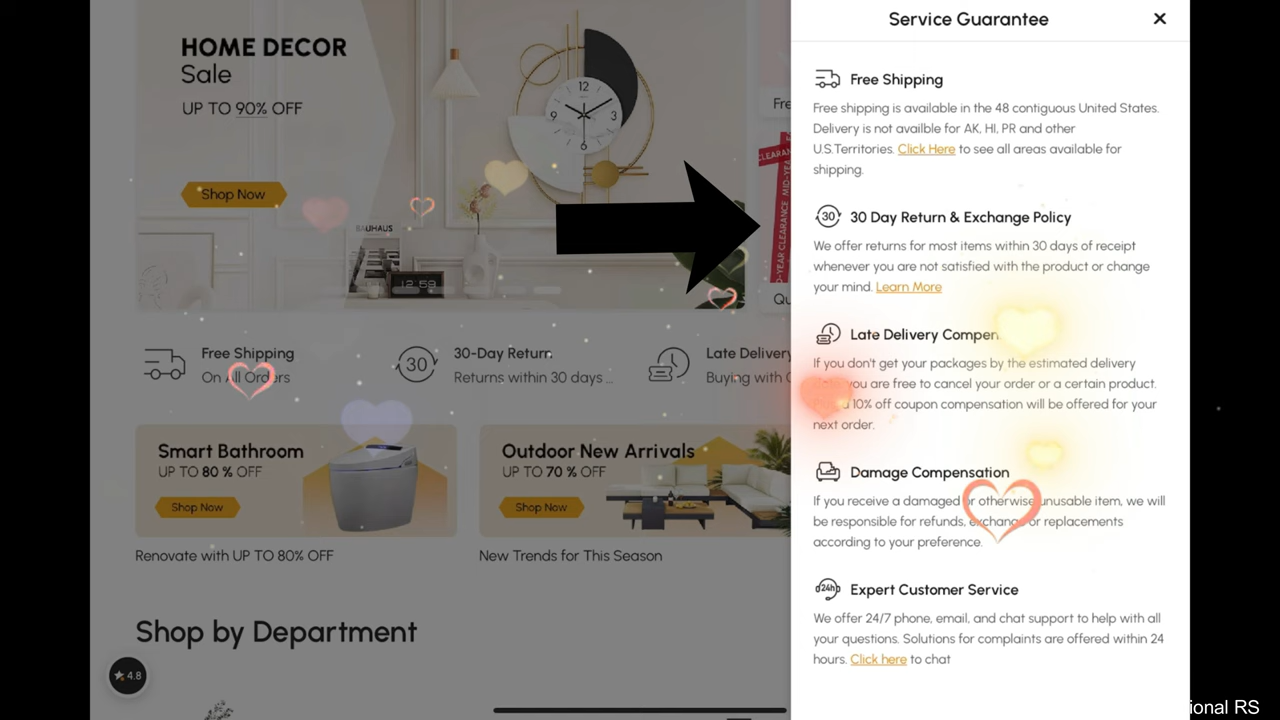 HOME DECOR
Sale
UP TO 90% OFF
Shop Now
12
3
9
6
BAUHAUS
12 59
CLEARANCE
Free Shipping
On All Orders
30
30-Day Return
Returns within 30 days ...
Late Delivery
Buying with
Smart Bathroom
UP TO 80 % OFF
Shop Now
Renovate with UP TO 80% OFF
Outdoor New Arrivals
UP TO 70 % OFF
Shop Now
New Trends for This Season
Shop by Department
4.8
Service Guarantee
Free Shipping
Free shipping is available in the 48 contiguous United States.
Delivery is not availble for AK, HI, PR and other
U.S.Territories. Click Here to see all areas available for
shipping.
30
30 Day Return & Exchange Policy
We offer returns for most items within 30 days of receipt
whenever you are not satisfied with the product or change
your mind. Learn More
Late Delivery Compen
If you don't get your packages by the estimated delivery
you are free to cancel your order or a certain product.
a 10% off coupon compensation will be offered for your
next order.
Damage Compensation
If you receive a damaged or otherwise unusable item, we will
be responsible for refunds, exchange or replacements
according to your preference.
24h
Expert Customer Service
We offer 24/7 phone, email, and chat support to help with all
your questions. Solutions for complaints are offered within 24
hours. Click here to chat
ional RS